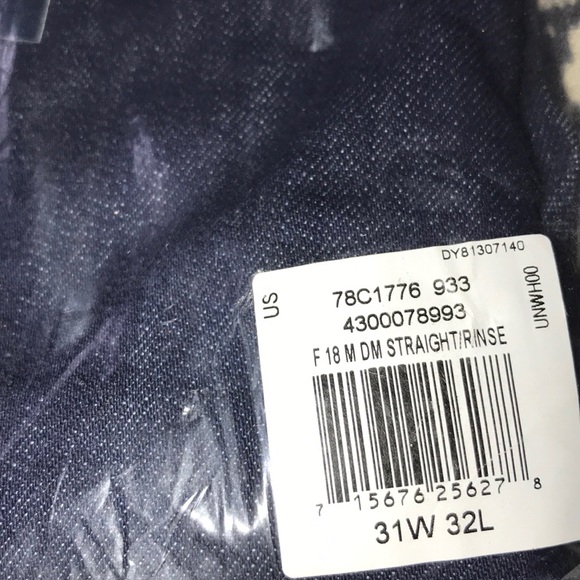 DY81307140
US
78C1776 933
4300078993
UNWH00
F 18 M DM STRAIGHT/RINSE
7 15676 25627 8
31W 32L